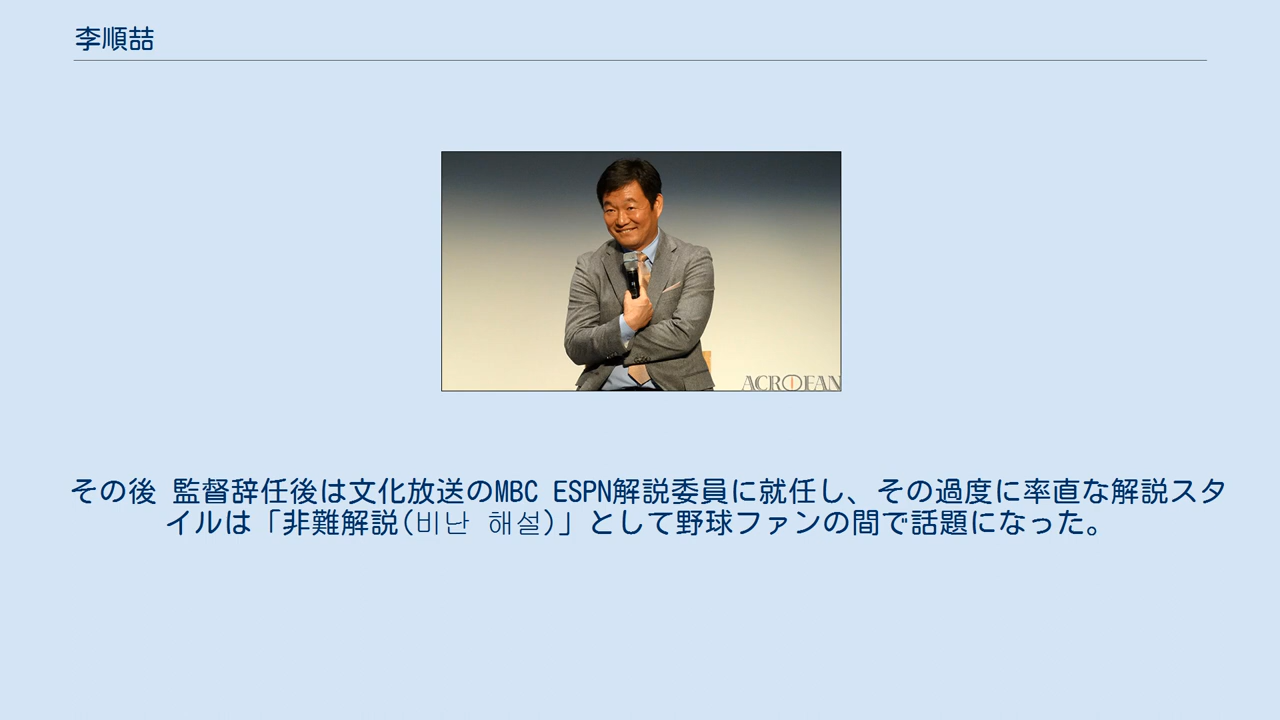 李順喆
ACROFAN
その後 監督辞任後は文化放送のMBC ESPN解説委員に就任し、その過度に率直な解説スタ
イルは「非難解説(비난 해설)」として野球ファンの間で話題になった。